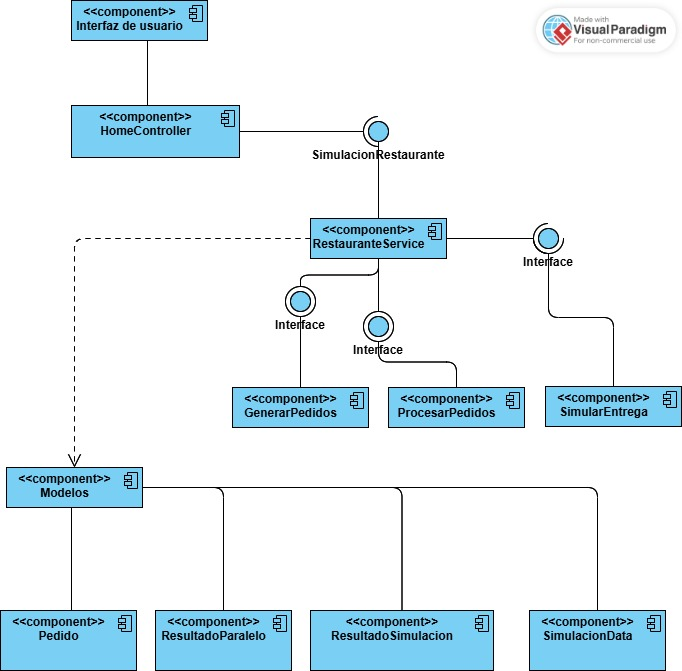 <<component>>
Interfaz de usuario
Made with
Visual Paradigm
For non-commercial use
<<component>>
HomeController
SimulacionRestaurante
<<component>>
RestauranteService
Interface
Interface
Interface
<<component>>
GenerarPedidos
<<component>>
ProcesarPedidos
<<component>>
SimularEntrega
<<component>>
Modelos
<<component>>
Pedido
<<component>>
ResultadoParalelo
<<component>>
ResultadoSimulacion
<<component>>
SimulacionData